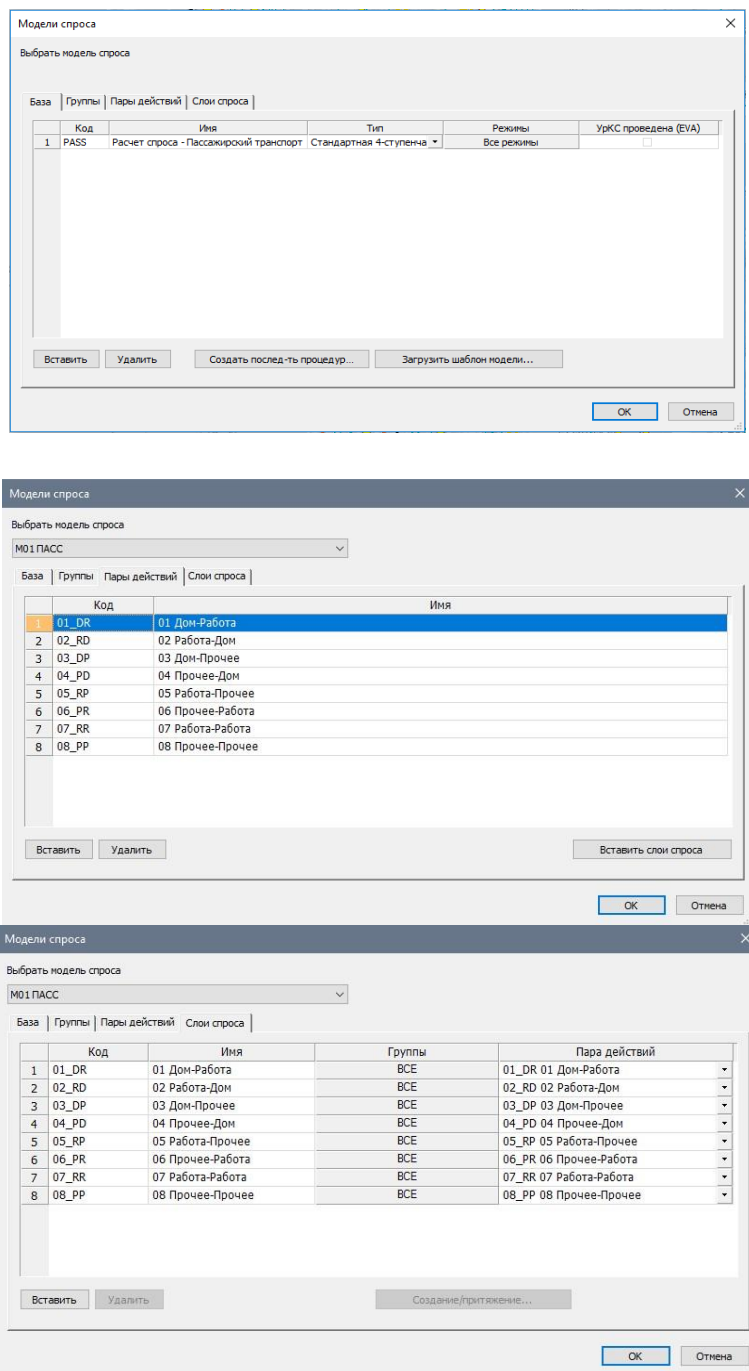 Модели спроса
Выбрать модель спроса
База Группы Пары действий Слои спроса
Код Имя Тип Режимы УрКС проведена (EVA)
1 PASS Расчет спроса - Пассажирский транспорт Стандартная 4-ступенча Все режимы
Вставить Удалить Создать послед-ть процедур... Загрузить шаблон модели...
OK Отмена
Модели спроса
Выбрать модель спроса
М01 ПАСС
База Группы Пары действий Слои спроса
Код Имя
1 01_DR 01 Дом-Работа
2 02_RD 02 Работа-Дом
3 03_DP 03 Дом-Прочее
4 04_PD 04 Прочее-Дом
5 05_RP 05 Работа-Прочее
6 06_PR 06 Прочее-Работа
7 07_RR 07 Работа-Работа
8 08_PP 08 Прочее-Прочее
Вставить Удалить Вставить слои спроса
OK Отмена
Модели спроса
Выбрать модель спроса
М01 ПАСС
База Группы Пары действий Слои спроса
Код Имя Группы Пара действий
1 01_DR 01 Дом-Работа ВСЕ 01_DR 01 Дом-Работа
2 02_RD 02 Работа-Дом ВСЕ 02_RD 02 Работа-Дом
3 03_DP 03 Дом-Прочее ВСЕ 03_DP 03 Дом-Прочее
4 04_PD 04 Прочее-Дом ВСЕ 04_PD 04 Прочее-Дом
5 05_RP 05 Работа-Прочее ВСЕ 05_RP 05 Работа-Прочее
6 06_PR 06 Прочее-Работа ВСЕ 06_PR 06 Прочее-Работа
7 07_RR 07 Работа-Работа ВСЕ 07_RR 07 Работа-Работа
8 08_PP 08 Прочее-Прочее ВСЕ 08_PP 08 Прочее-Прочее
Вставить Удалить Создание/притяжение...
OK Отмена